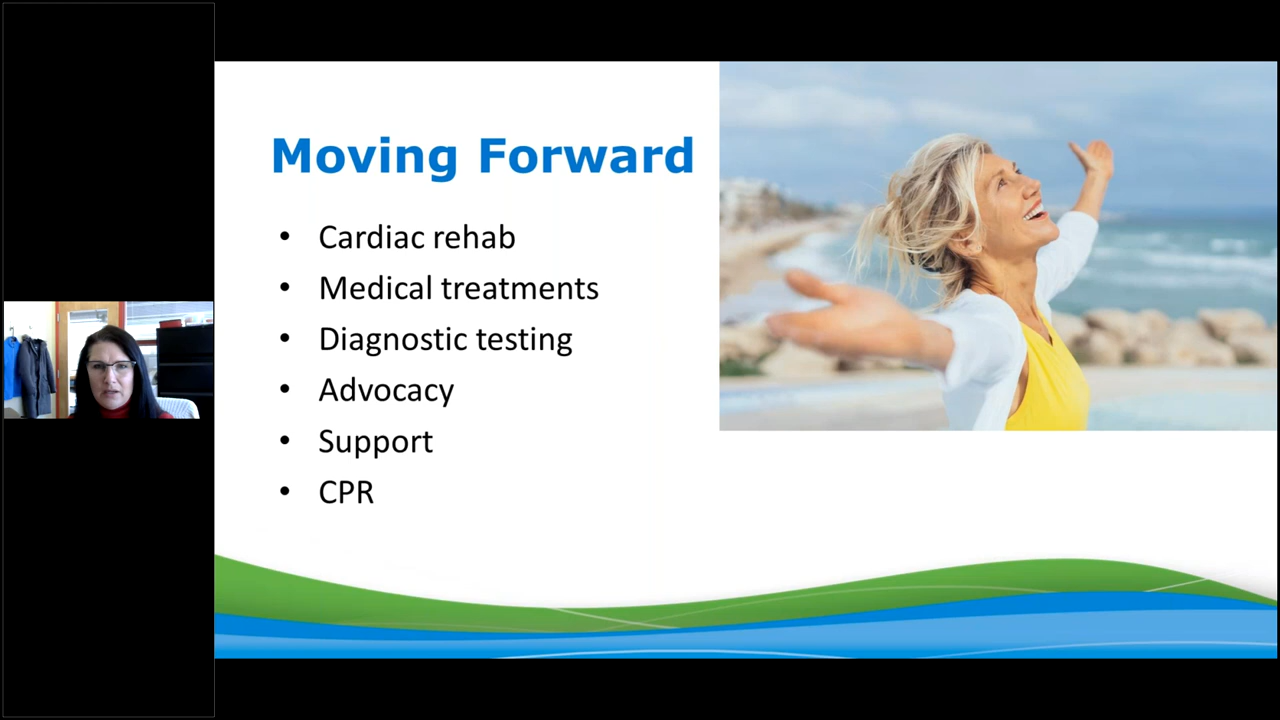 Moving Forward
• Cardiac rehab
• Medical treatments
• Diagnostic testing
• Advocacy
• Support
• CPR